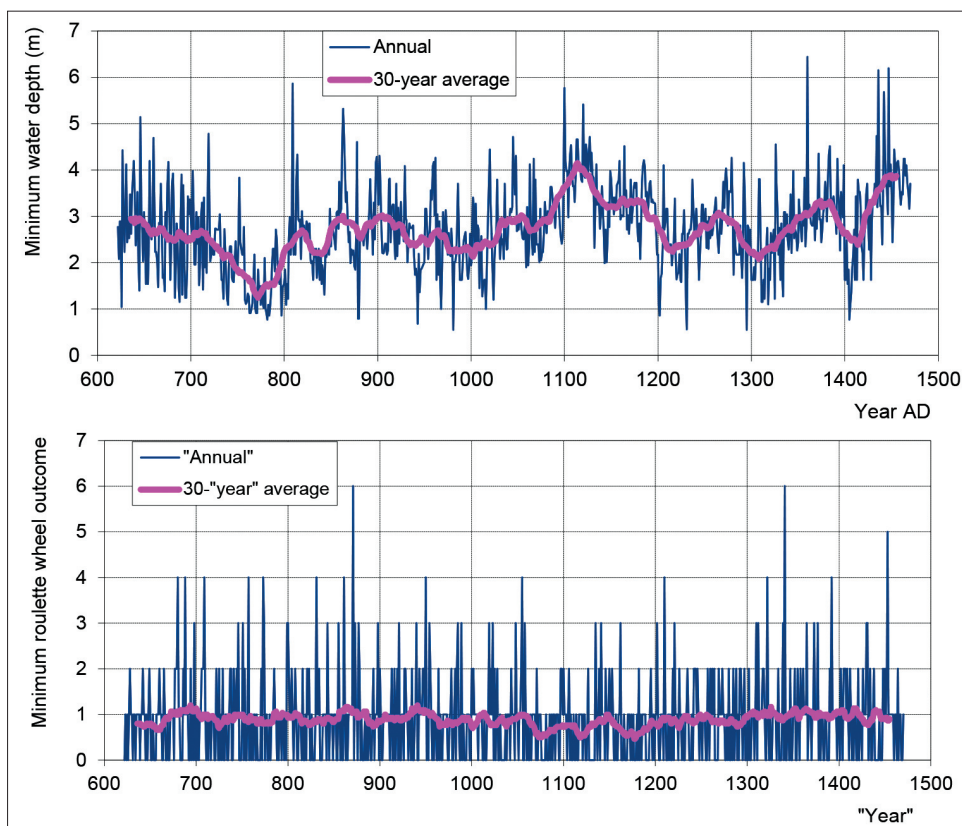 Minimum water depth (m)
7
6
5
4
3
2
1
0
Annual
30-year average
600 700 800 900 1000 1100 1200 1300 1400 1500
Year AD
Minimum roulette wheel outcome
7
6
5
4
3
2
1
0
"Annual"
30-"year" average
600 700 800 900 1000 1100 1200 1300 1400 1500
"Year"